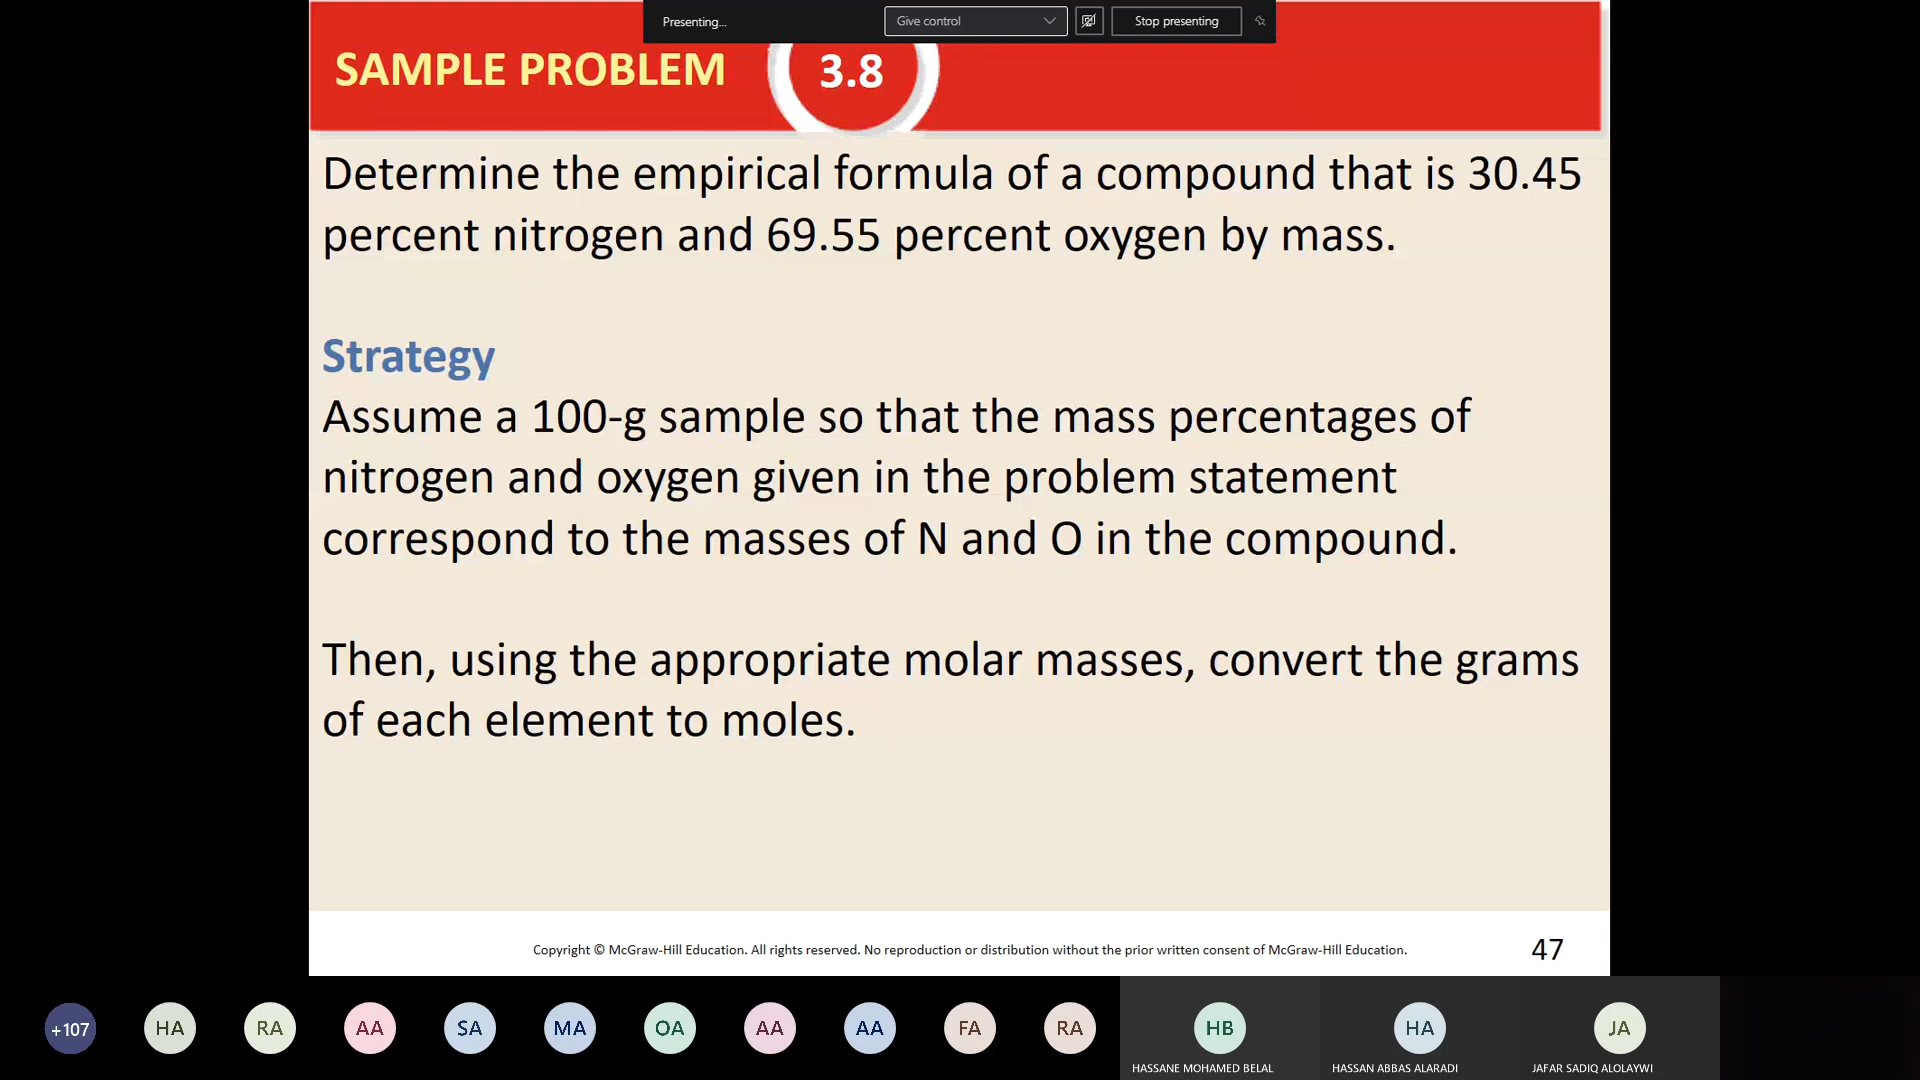 Presenting...
Give control
Stop presenting
SAMPLE PROBLEM 3.8
Determine the empirical formula of a compound that is 30.45
percent nitrogen and 69.55 percent oxygen by mass.
Strategy
Assume a 100-g sample so that the mass percentages of
nitrogen and oxygen given in the problem statement
correspond to the masses of N and O in the compound.
Then, using the appropriate molar masses, convert the grams
of each element to moles.
Copyright © McGraw-Hill Education. All rights reserved. No reproduction or distribution without the prior written consent of McGraw-Hill Education.
47
+107 HA RA AA SA MA OA AA AA FA RA HB HA JA
HASSANE MOHAMED BELAL HASSAN ABBAS ALARADI JAFAR SADIQ ALOLAYWI